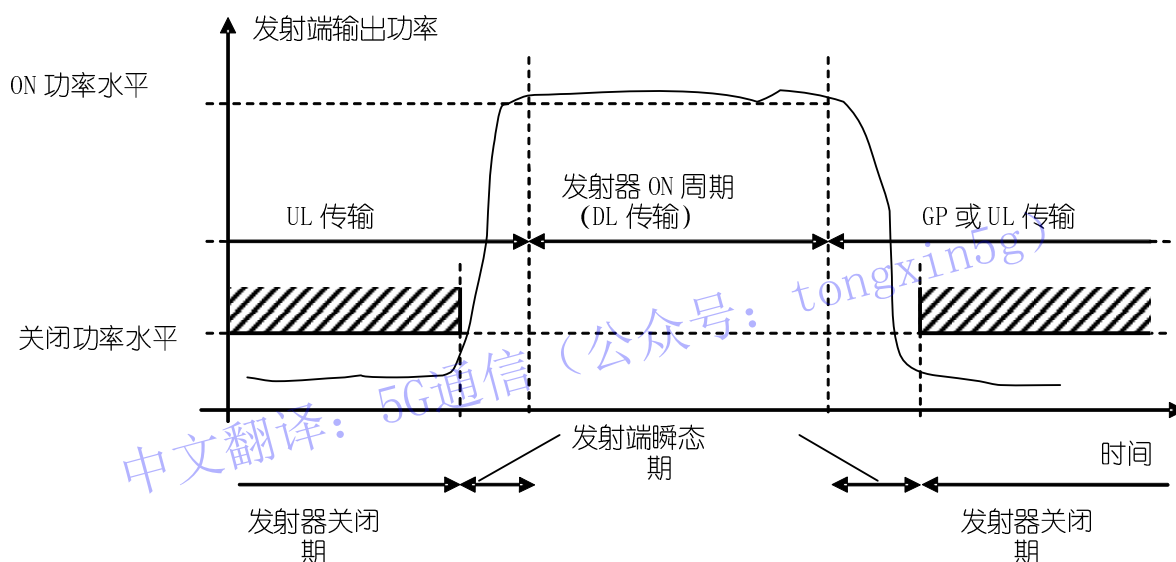 发射端输出功率
ON 功率水平
发射器 ON 周期
UL 传输
(DL 传输)
GP 或 UL 传输
关闭功率水平
中文翻译：5G通信（公众号：tongxin5g）
发射端瞬态
期
时间
发射器关闭
期
发射器关闭
期